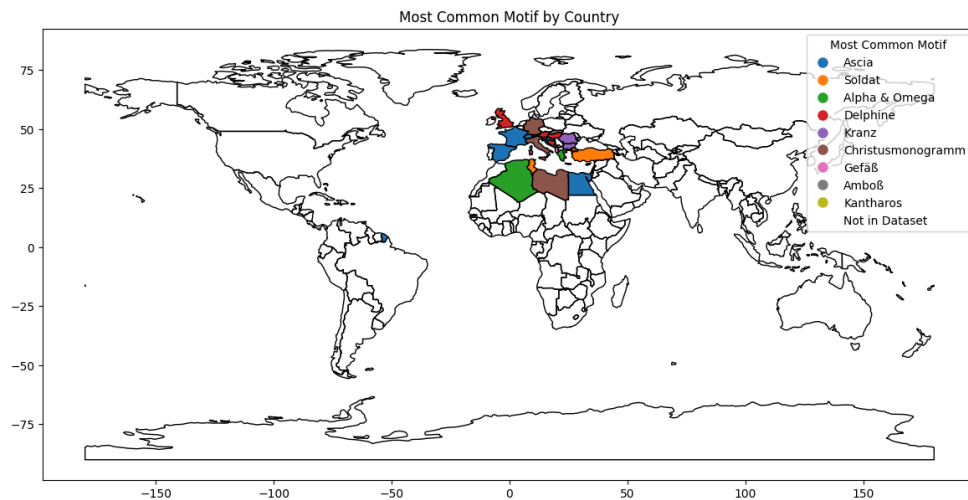 Most Common Motif by Country
Most Common Motif
Ascia
Soldat
Alpha & Omega
Delphine
Kranz
Christusmonogramm
Gefäß
Amboß
Kantharos
Not in Dataset
75
50
25
0
−25
−50
−75
−150
−100
−50
0
50
100
150